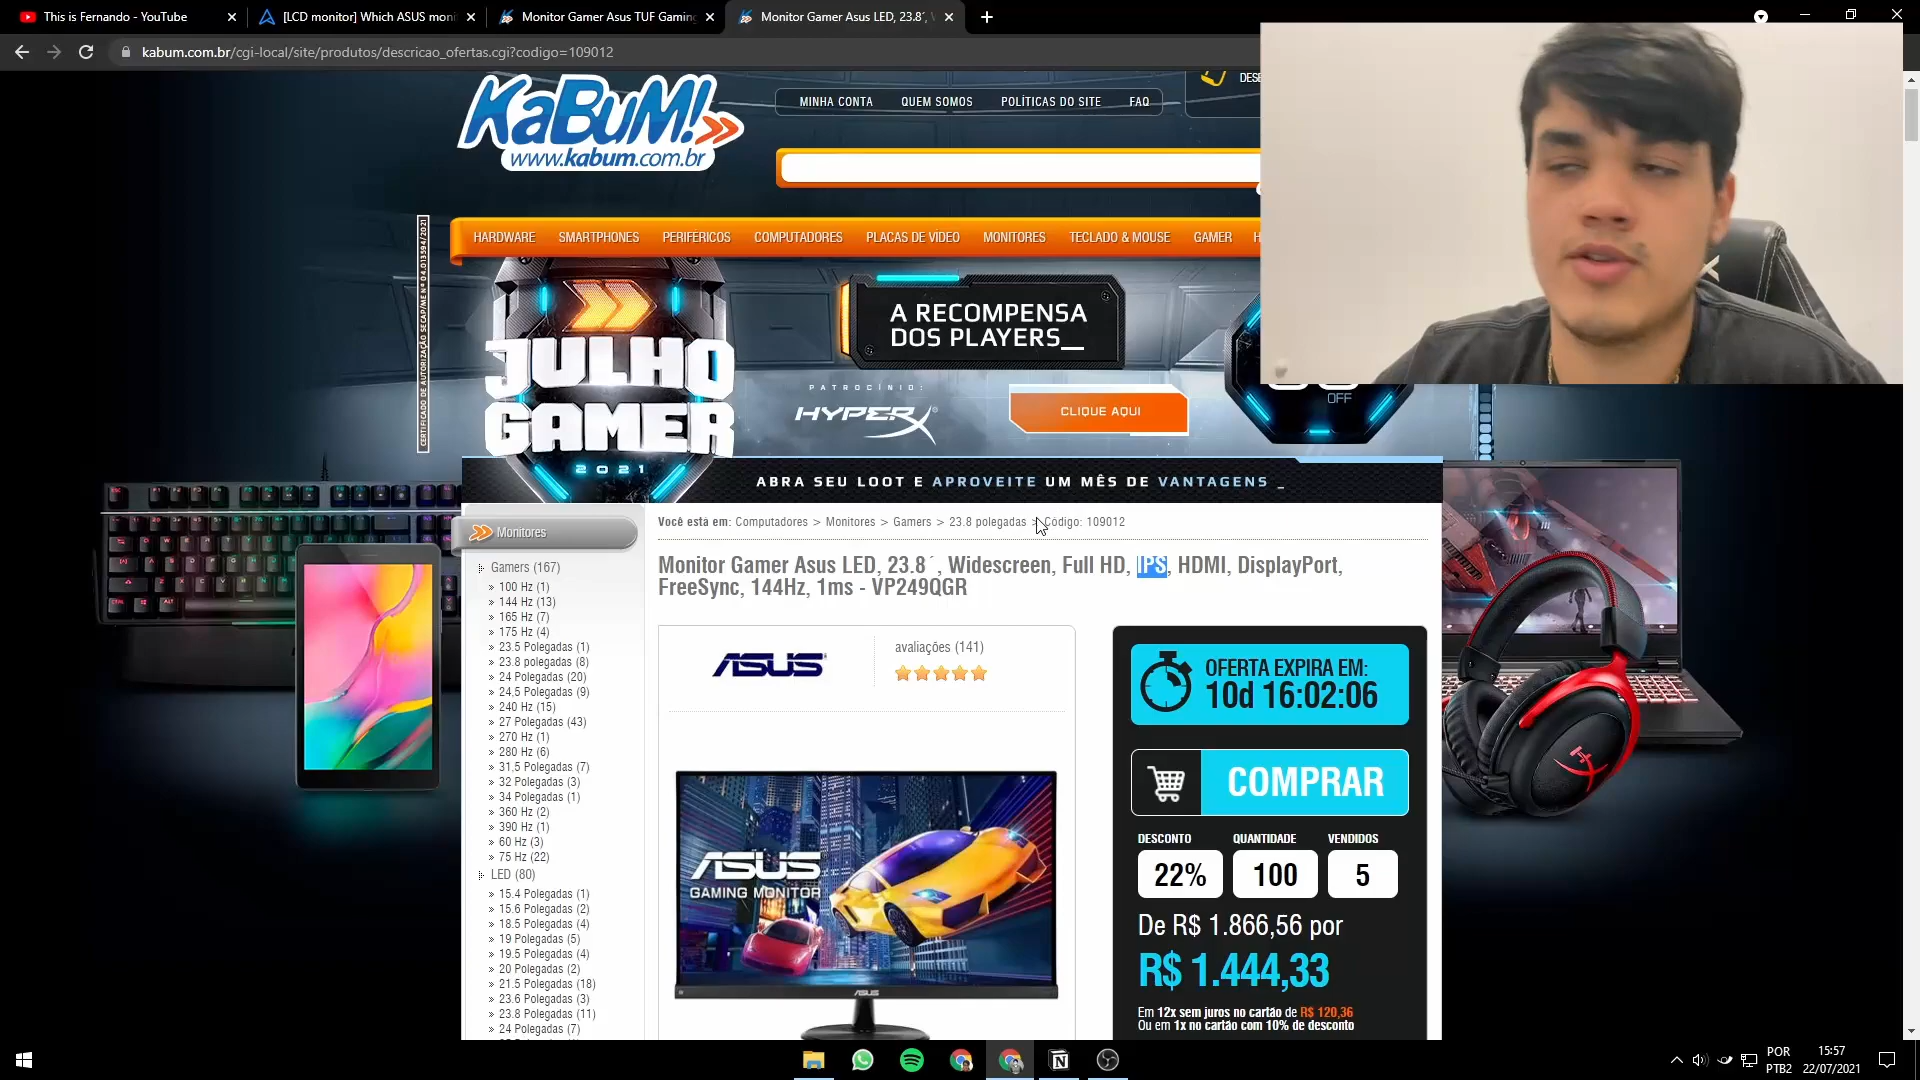 This is Fernando - YouTube
[LCD monitor] Which ASUS moni
Monitor Gamer Asus TUF Gaming
Monitor Gamer Asus LED, 23.8´,
kabum.com.br/cgi-local/site/produtos/descricao_ofertas.cgi?codigo=109012
KaBuM!
www.kabum.com.br
MINHA CONTA QUEM SOMOS POLÍTICAS DO SITE FAQ
DESE
HARDWARE SMARTPHONES PERIFÉRICOS COMPUTADORES PLACAS DE VÍDEO MONITORES TECLADO & MOUSE GAMER H
CERTIFICADO DE AUTORIZAÇÃO SECAP/ME Nº 04.013594/2021
JULHO
GAMER
2021
A RECOMPENSA
DOS PLAYERS_
PATROCÍNIO:
HYPERX
CLIQUE AQUI
OFF
ABRA SEU LOOT E APROVEITE UM MÊS DE VANTAGENS _
Monitores
Gamers (167)
100 Hz (1)
144 Hz (13)
165 Hz (7)
175 Hz (4)
23.5 Polegadas (1)
23.8 polegadas (8)
24 Polegadas (20)
24,5 Polegadas (9)
240 Hz (15)
27 Polegadas (43)
270 Hz (1)
280 Hz (6)
31.5 Polegadas (7)
32 Polegadas (3)
34 Polegadas (1)
360 Hz (2)
390 Hz (1)
60 Hz (3)
75 Hz (22)
LED (80)
15.4 Polegadas (1)
15.6 Polegadas (2)
18.5 Polegadas (4)
19 Polegadas (5)
19.5 Polegadas (4)
20 Polegadas (2)
21.5 Polegadas (18)
23.6 Polegadas (3)
23.8 Polegadas (11)
24 Polegadas (7)
Você está em: Computadores > Monitores > Gamers > 23.8 polegadas > Código: 109012
Monitor Gamer Asus LED, 23.8´, Widescreen, Full HD, IPS, HDMI, DisplayPort,
FreeSync, 144Hz, 1ms - VP249QGR
ASUS
avaliações (141)
ASUS
GAMING MONITOR
ASUS
OFERTA EXPIRA EM:
10d 16:02:06
COMPRAR
DESCONTO QUANTIDADE VENDIDOS
22% 100 5
De R$ 1.866,56 por
R$ 1.444,33
Em 12x sem juros no cartão de R$ 120,36
Ou em 1x no cartão com 10% de desconto
POR
PTB2
15:57
22/07/2021